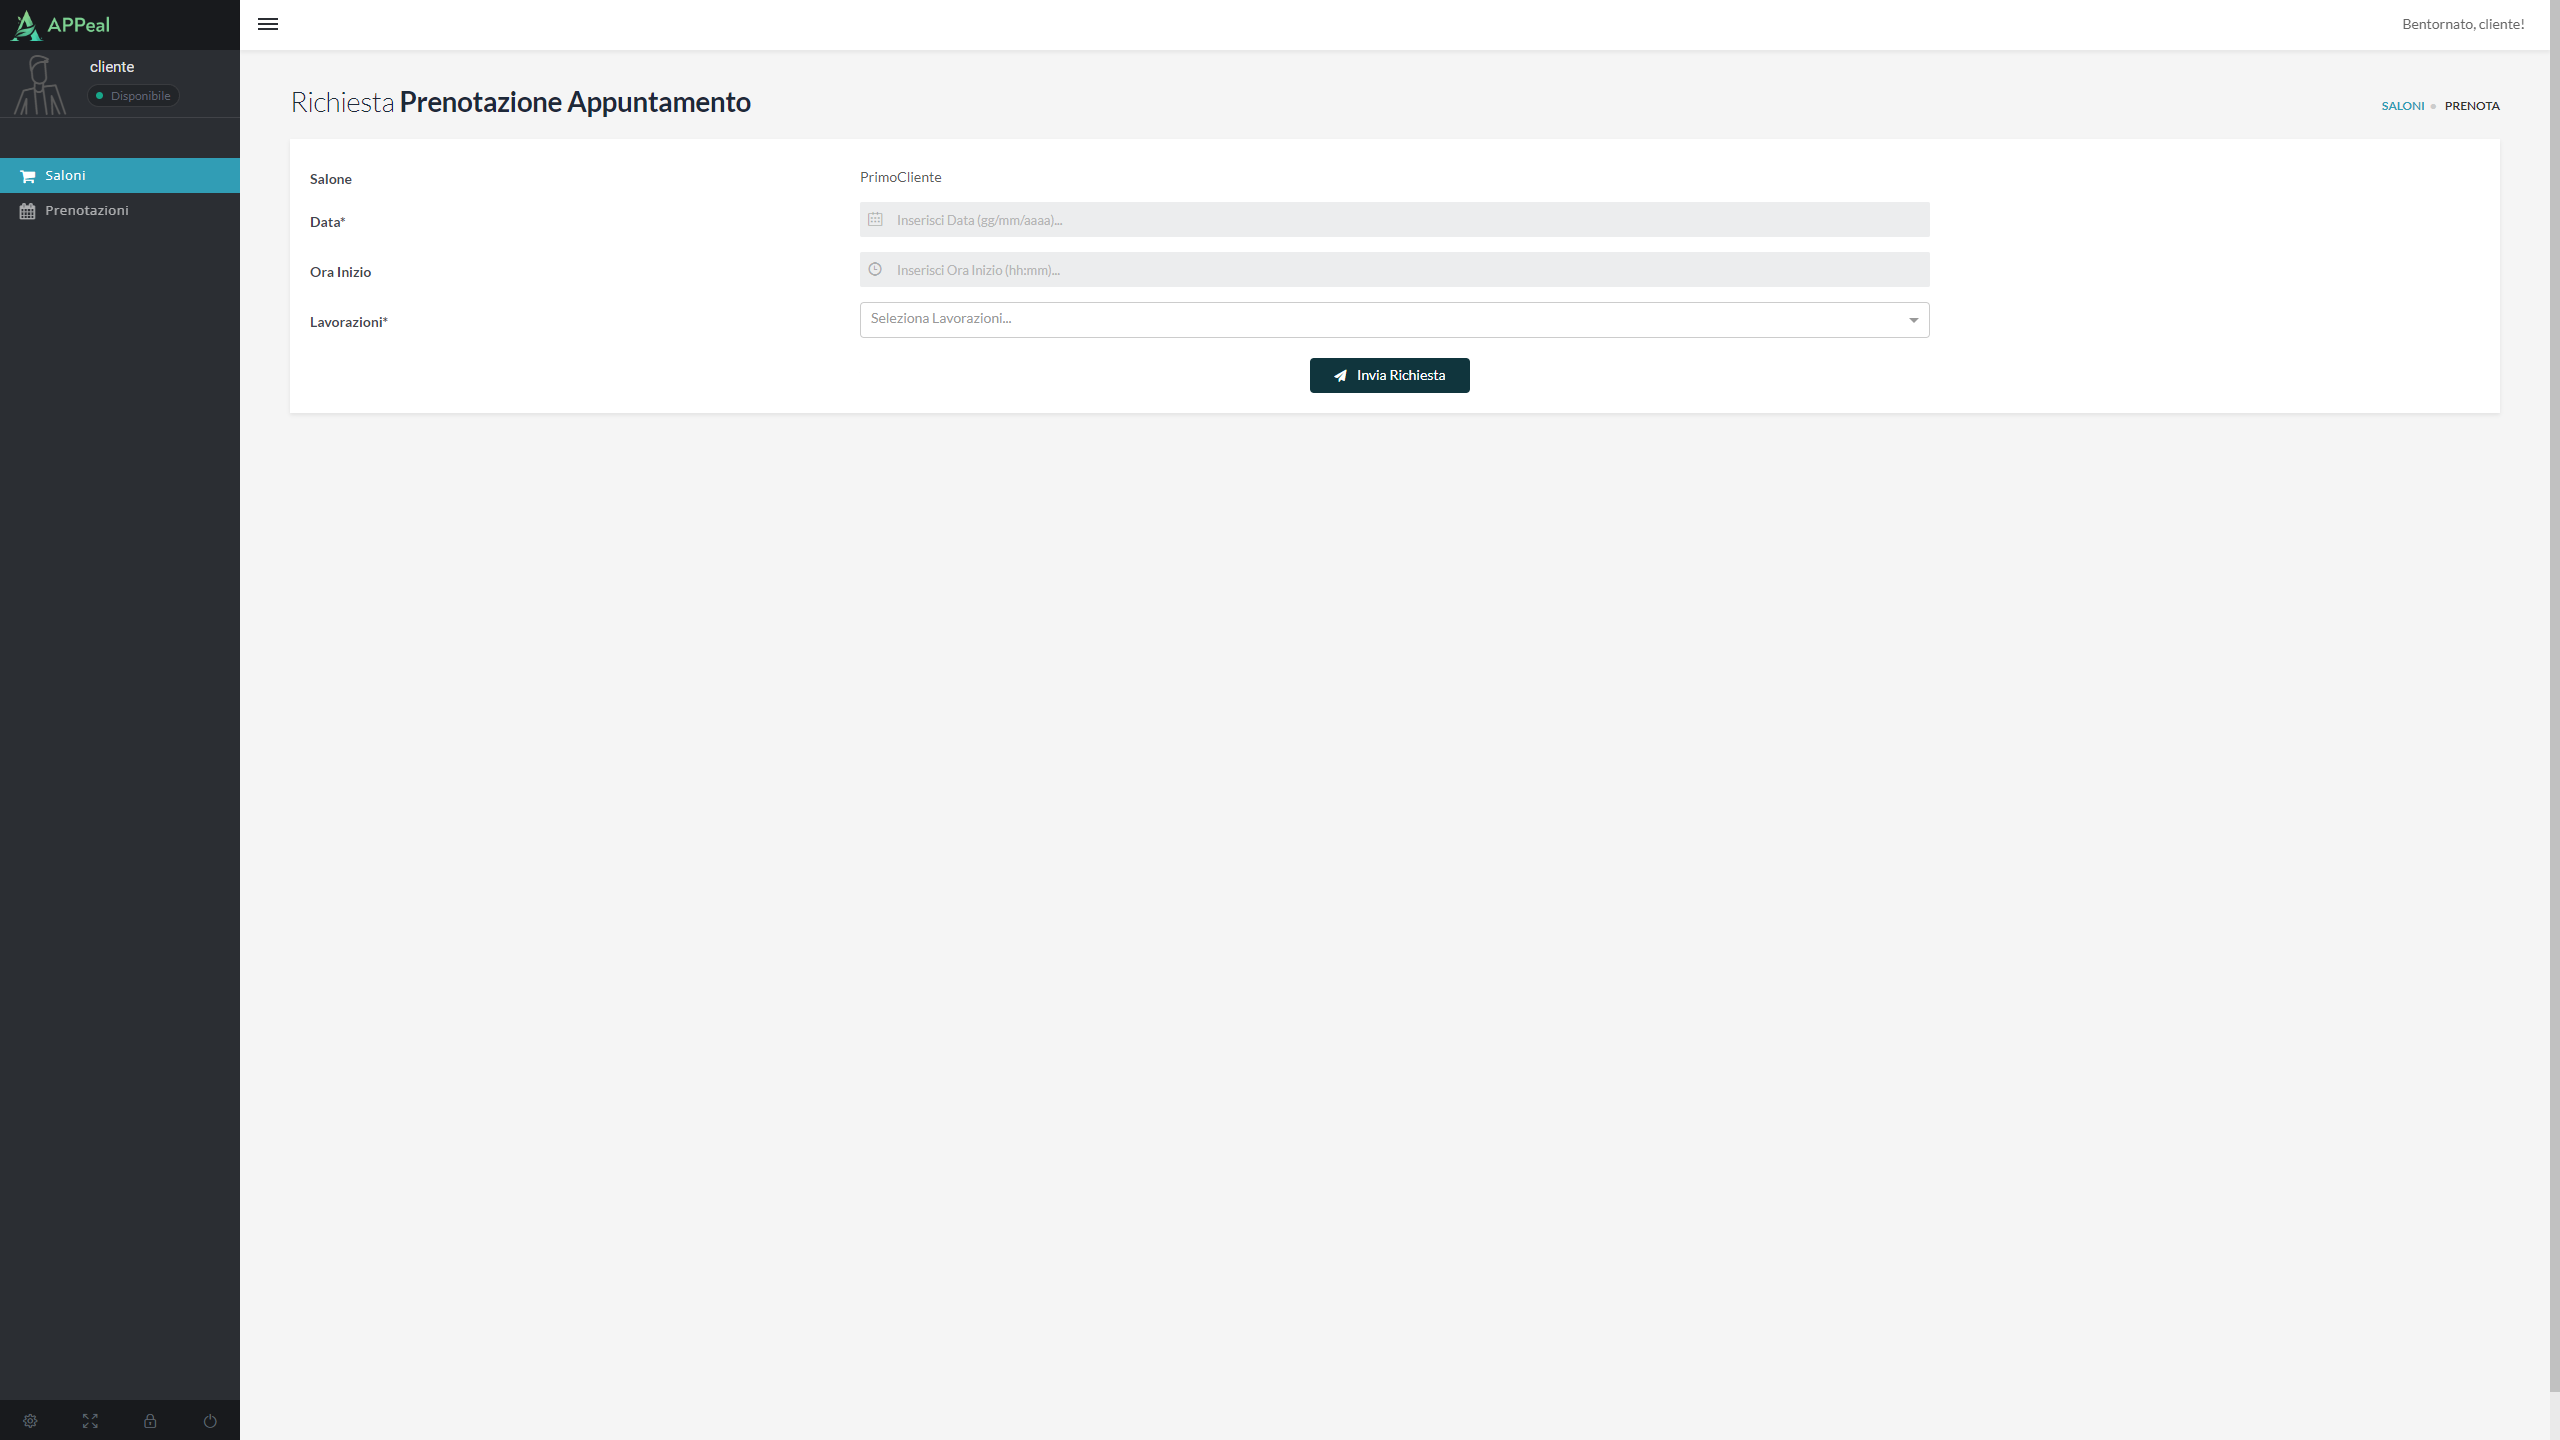 APPeal
Bentornato, cliente!
cliente
Disponibile
Saloni
Prenotazioni
Richiesta Prenotazione Appuntamento
SALONI PRENOTA
Salone PrimoCliente
Data* Inserisci Data (gg/mm/aaaa)...
Ora Inizio Inserisci Ora Inizio (hh:mm)...
Lavorazioni* Seleziona Lavorazioni...
Invia Richiesta